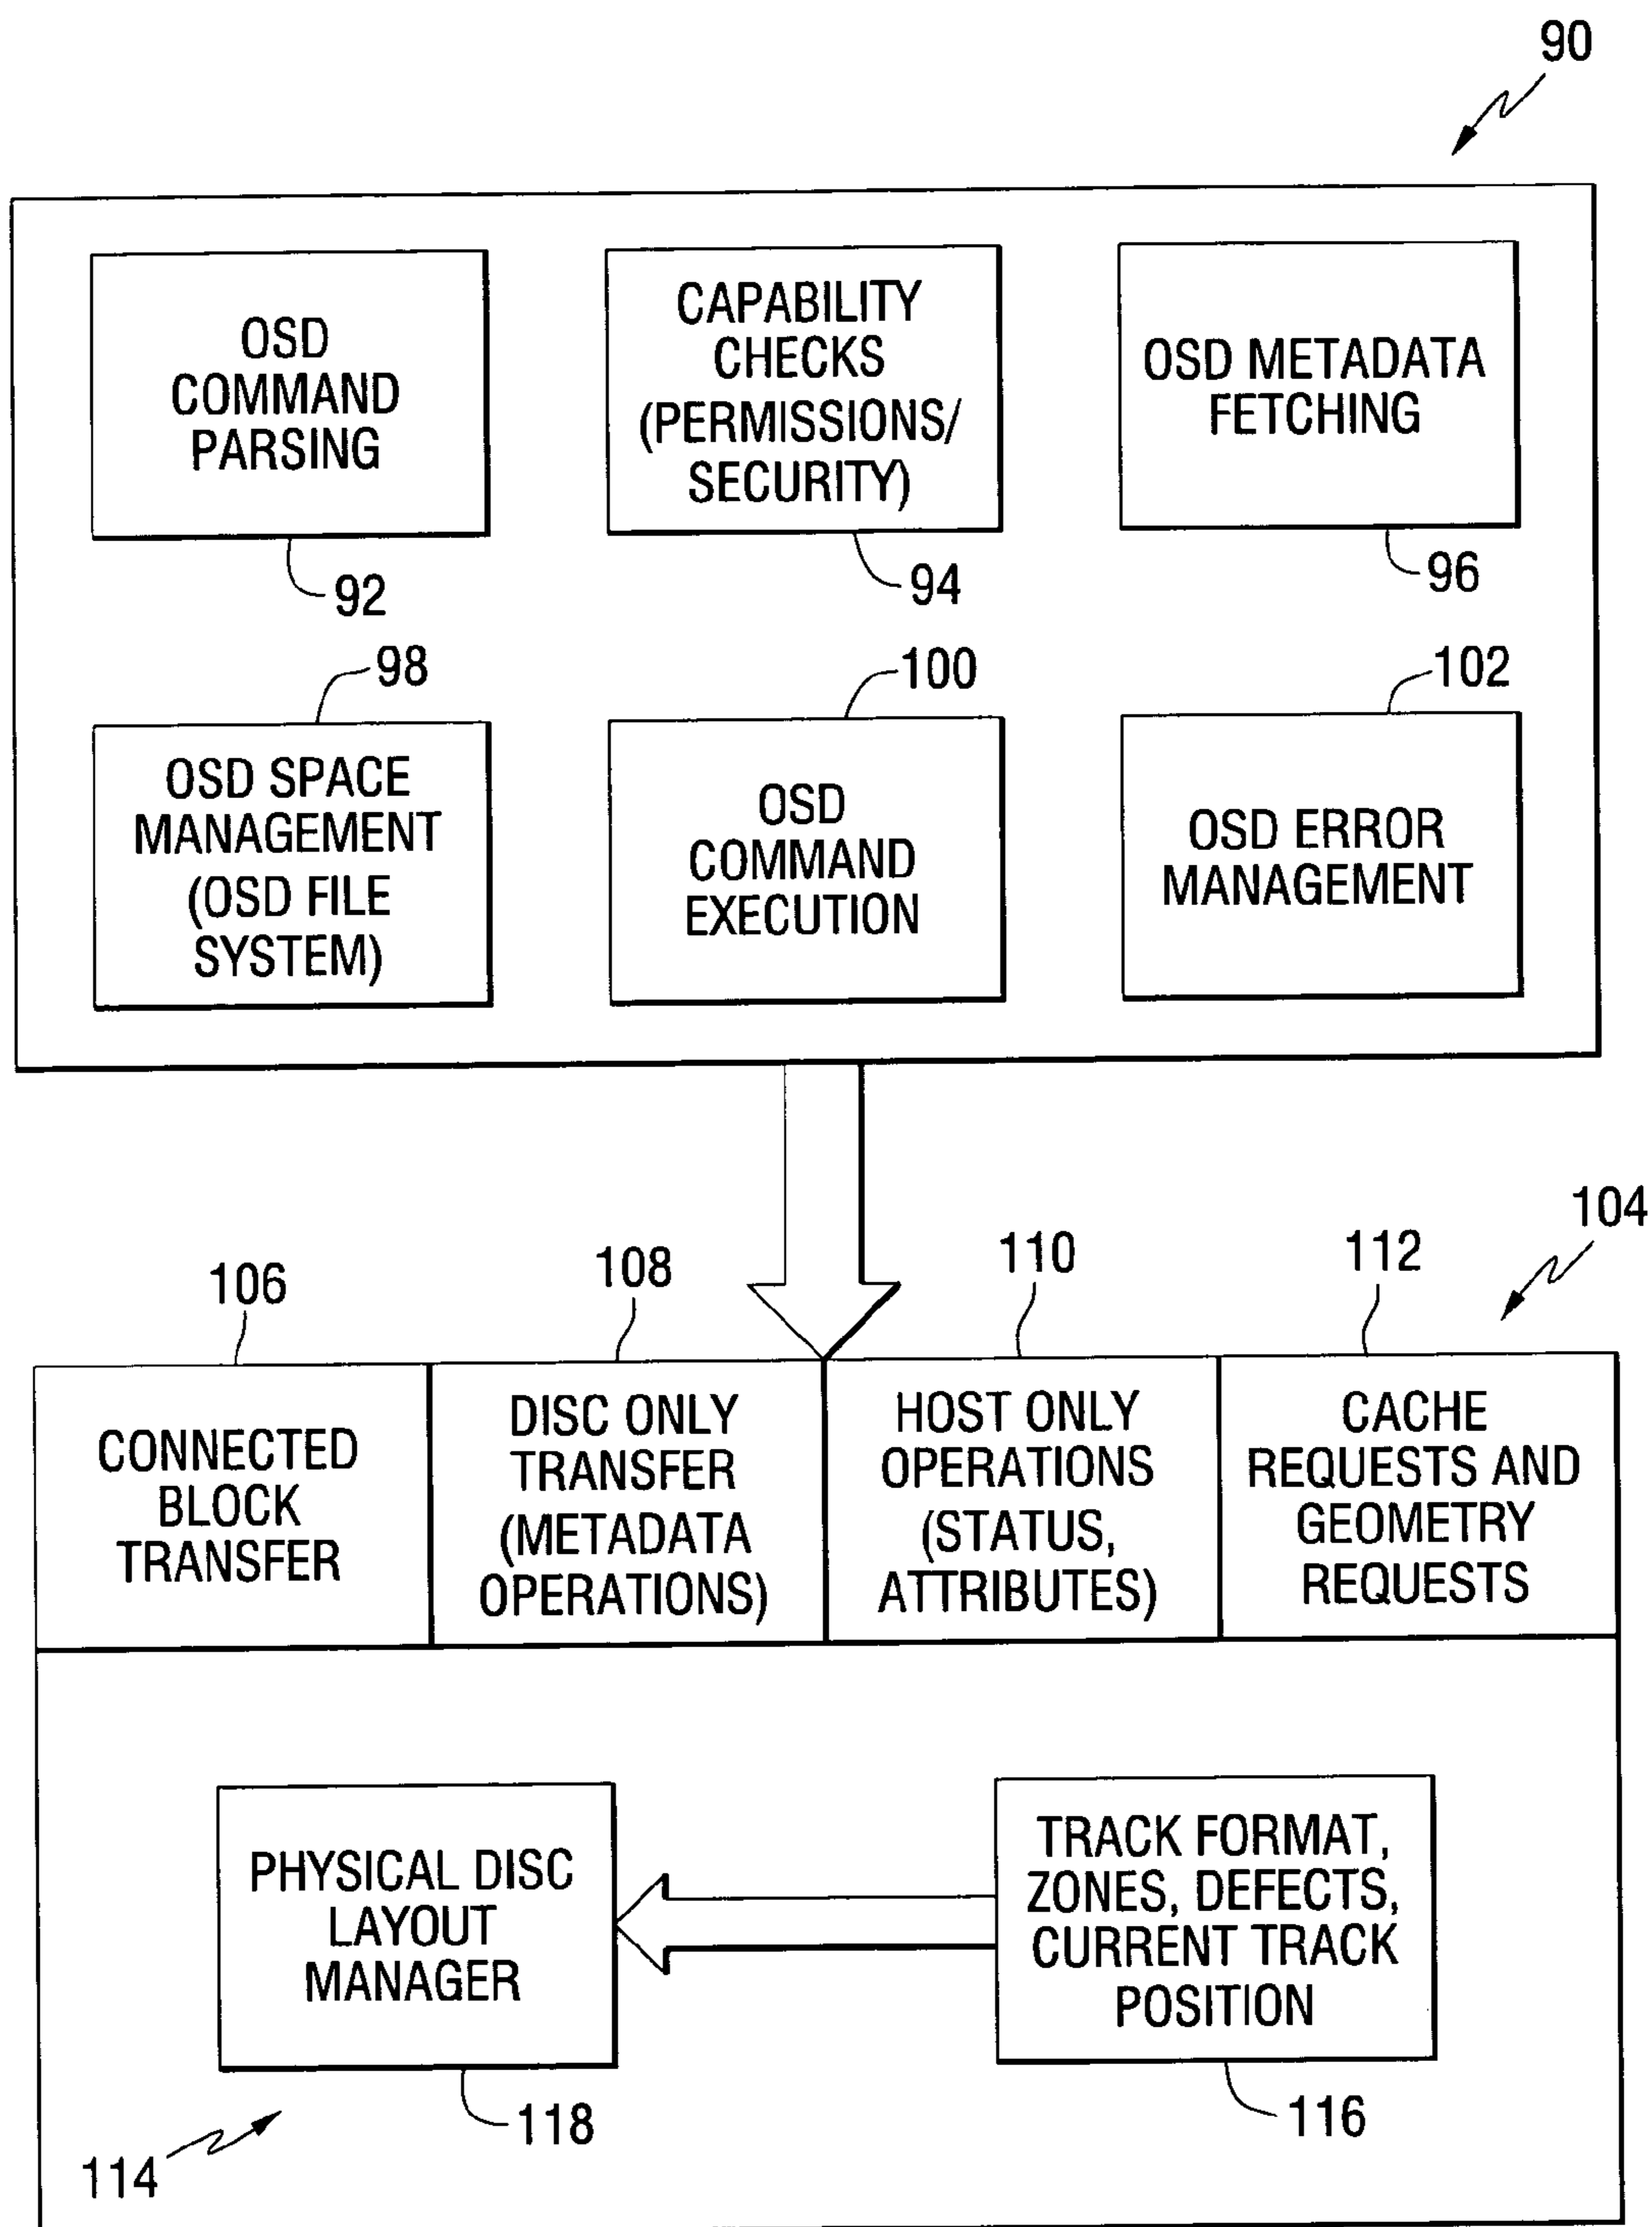 90
OSD
COMMAND
PARSING
92
CAPABILITY
CHECKS
(PERMISSIONS/
SECURITY)
94
OSD METADATA
FETCHING
96
98
OSD SPACE
MANAGEMENT
(OSD FILE
SYSTEM)
100
OSD
COMMAND
EXECUTION
102
OSD ERROR
MANAGEMENT
104
106
CONNECTED
BLOCK
TRANSFER
108
DISC ONLY
TRANSFER
(METADATA
OPERATIONS)
110
HOST ONLY
OPERATIONS
(STATUS,
ATTRIBUTES)
112
CACHE
REQUESTS AND
GEOMETRY
REQUESTS
PHYSICAL DISC
LAYOUT
MANAGER
118
TRACK FORMAT,
ZONES, DEFECTS,
CURRENT TRACK
POSITION
116
114